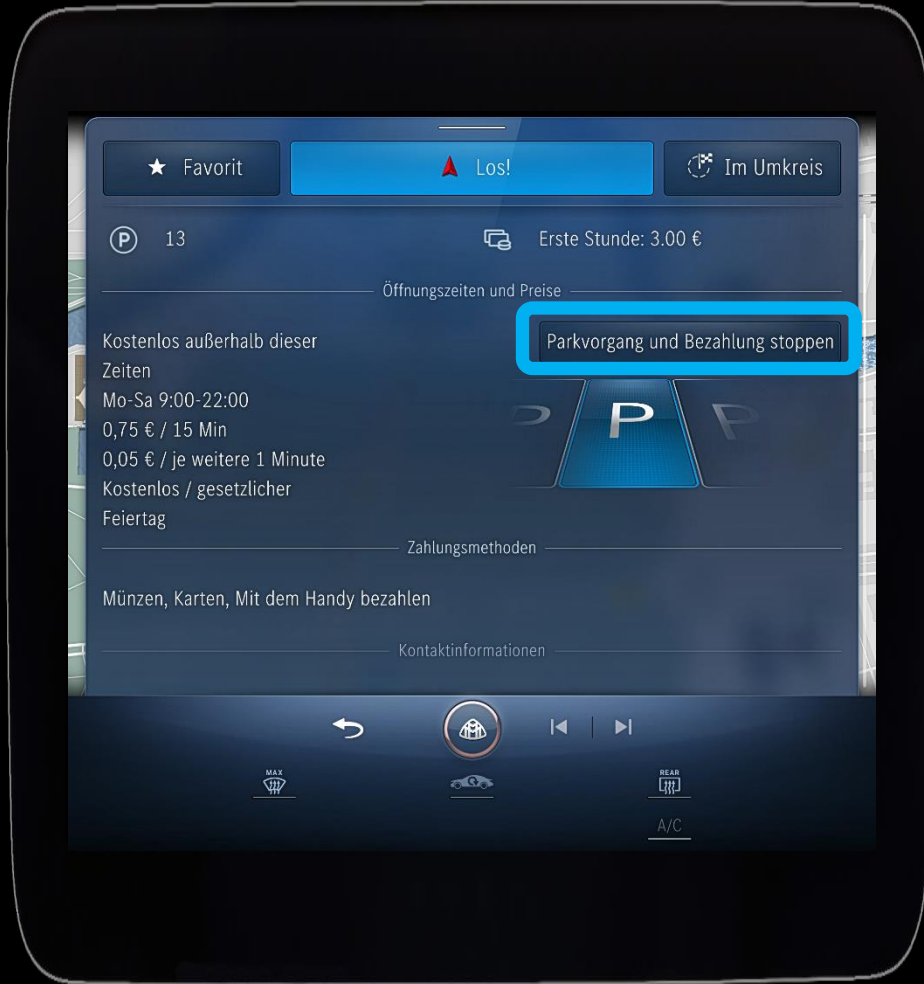 Favorit
Los!
Im Umkreis
P 13
Erste Stunde: 3.00 €
Öffnungszeiten und Preise
Kostenlos außerhalb dieser
Zeiten
Mo-Sa 9:00-22:00
0,75 € / 15 Min
0,05 € / je weitere 1 Minute
Kostenlos / gesetzlicher
Feiertag
Parkvorgang und Bezahlung stoppen
P P P
Zahlungsmethoden
Münzen, Karten, Mit dem Handy bezahlen
Kontaktinformationen
MAX
REAR
A/C